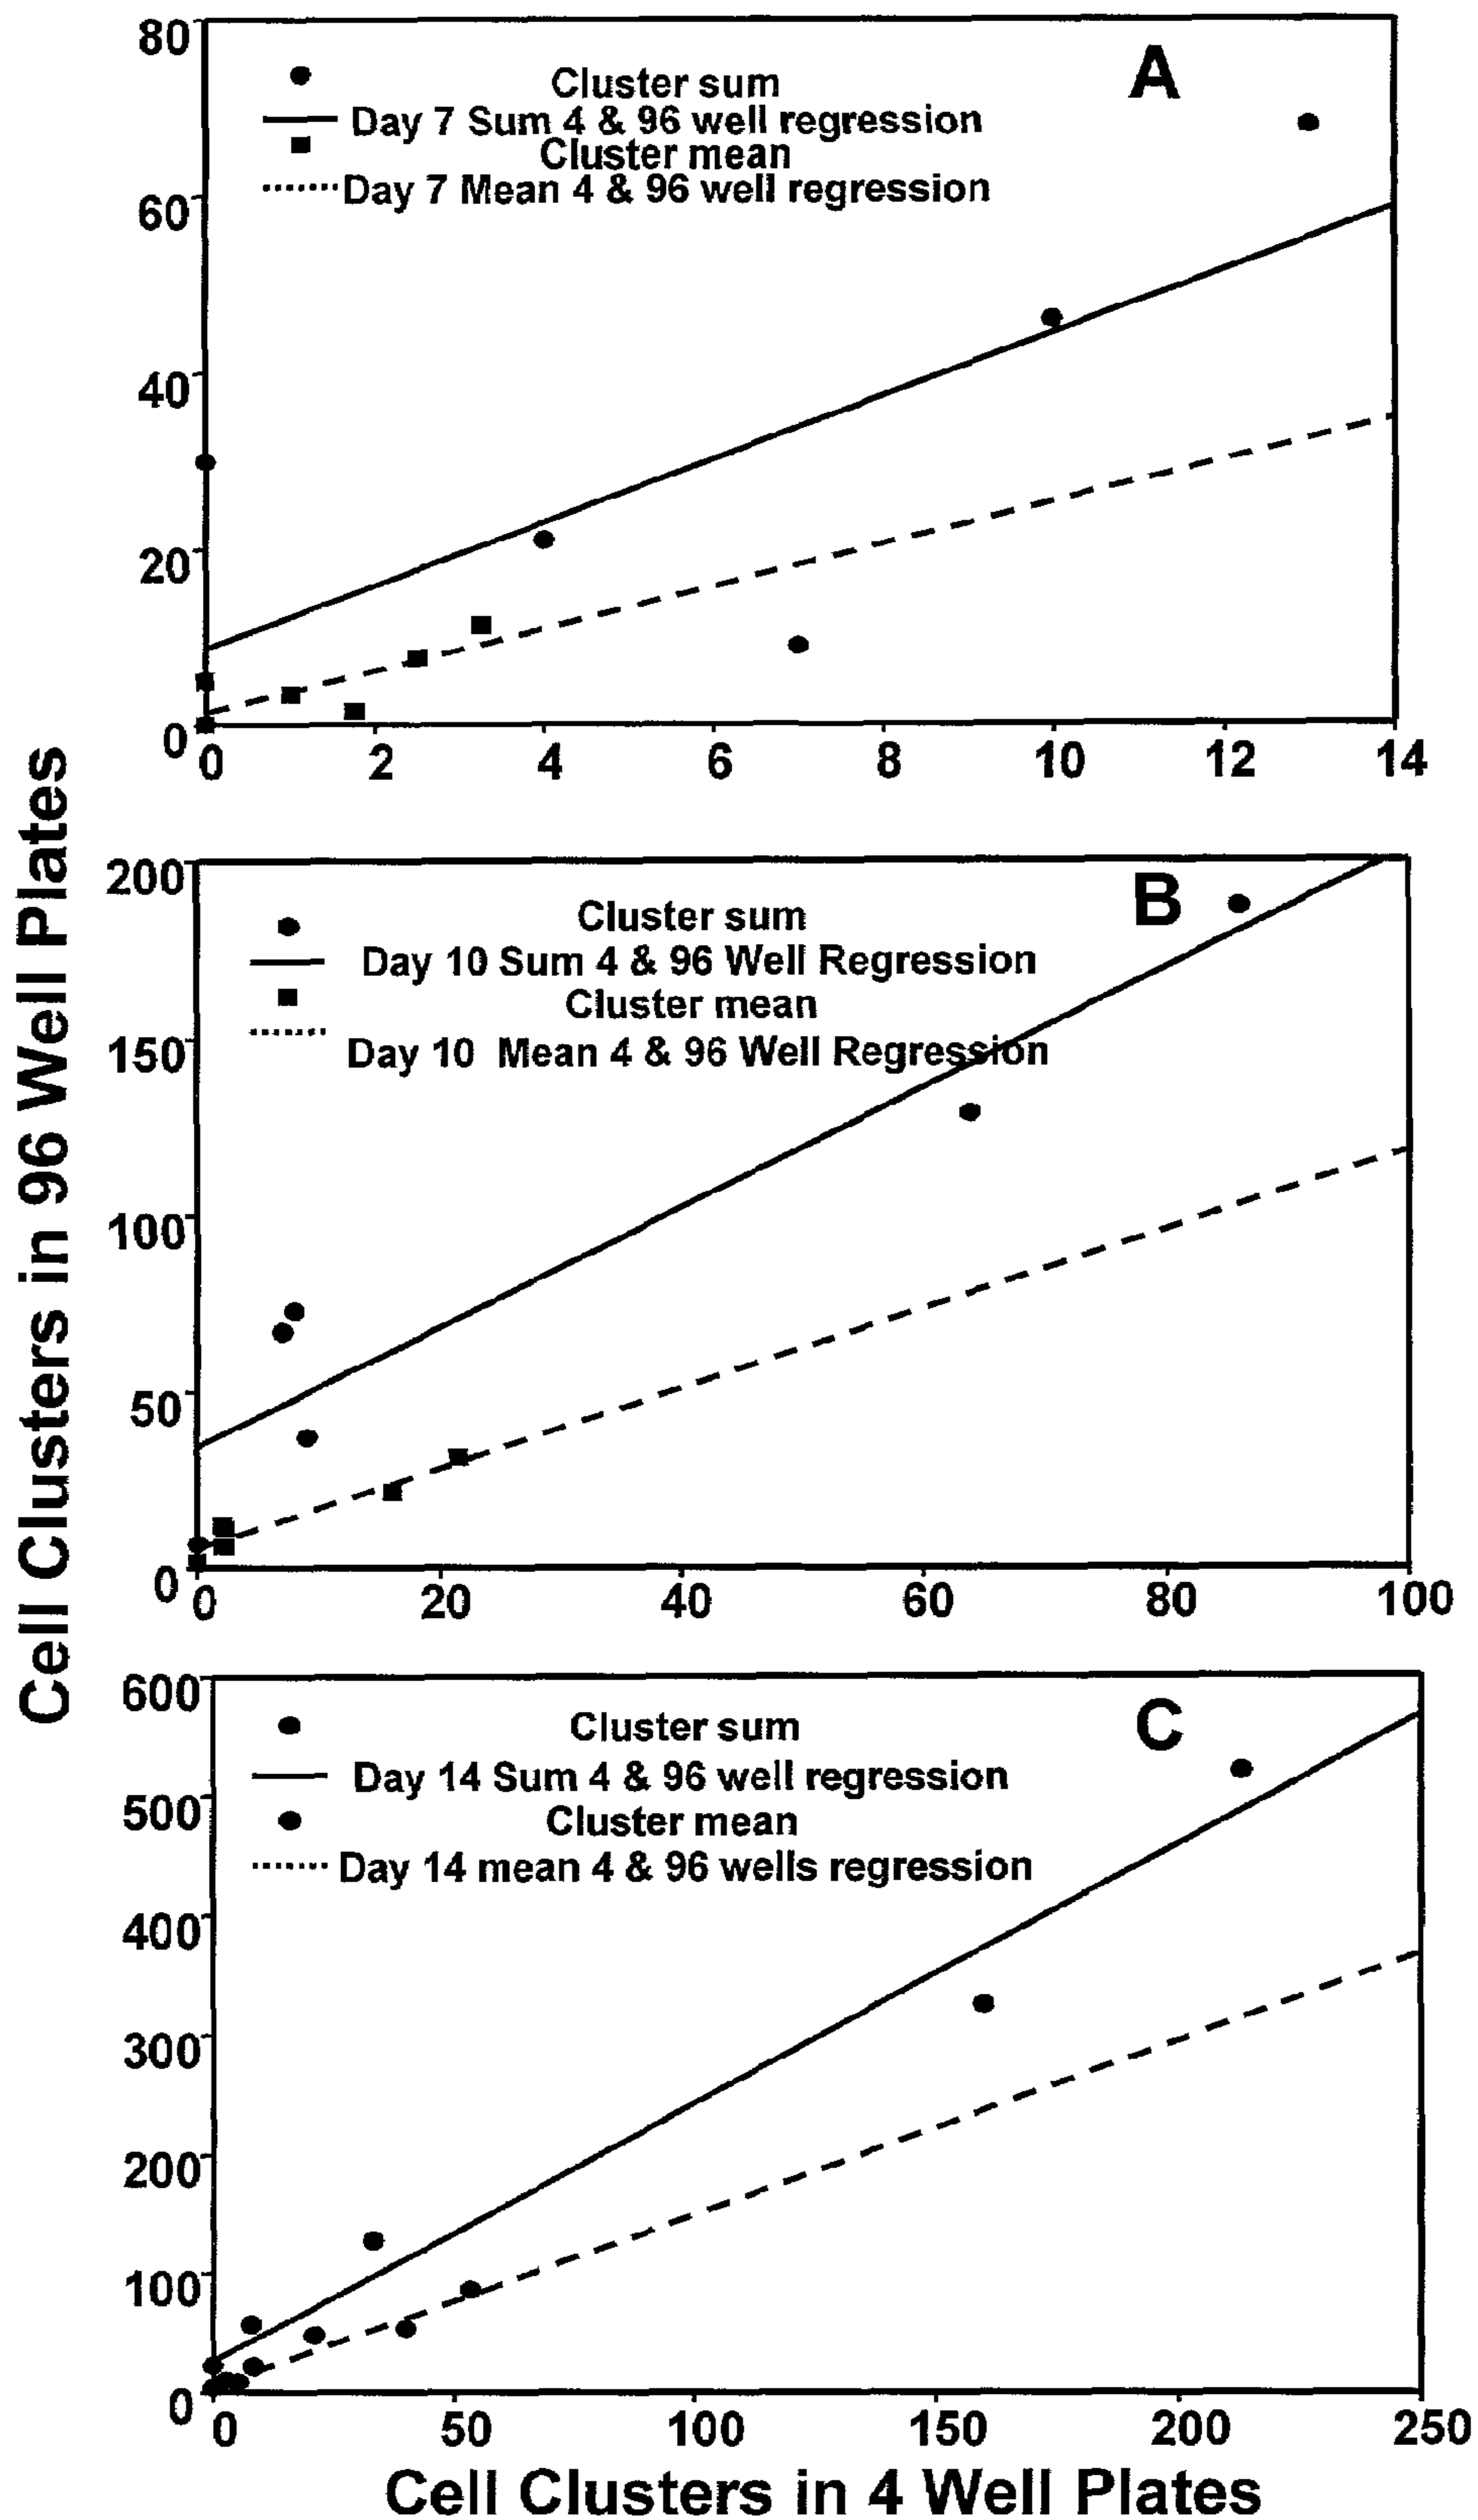 Cell Clusters in 96 Well Plates
A
80
60
40
20
0
Cluster sum
Day 7 Sum 4 & 96 well regression
Cluster mean
Day 7 Mean 4 & 96 well regression
0 2 4 6 8 10 12 14
B
200
150
100
50
0
Cluster sum
Day 10 Sum 4 & 96 Well Regression
Cluster mean
Day 10 Mean 4 & 96 Well Regression
0 20 40 60 80 100
C
600
500
400
300
200
100
0
Cluster sum
Day 14 Sum 4 & 96 well regression
Cluster mean
Day 14 mean 4 & 96 wells regression
0 50 100 150 200 250
Cell Clusters in 4 Well Plates